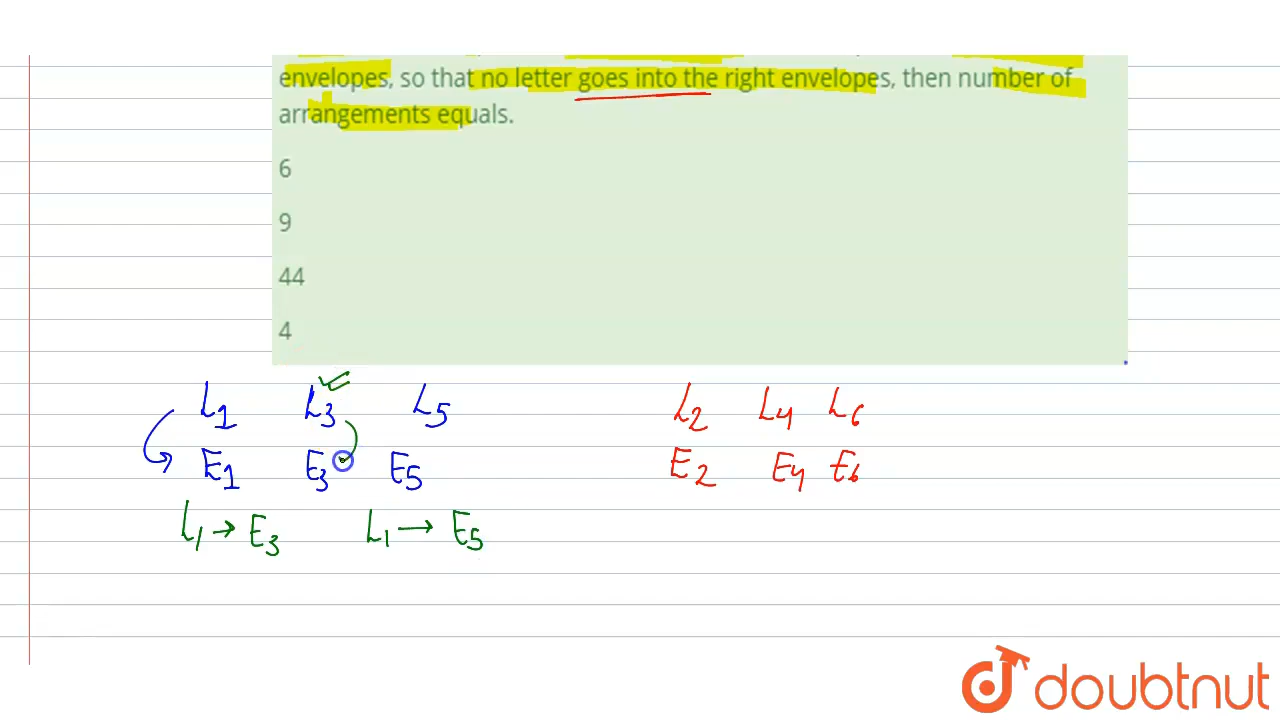 envelopes, so that no letter goes into the right envelopes, then number of
arrangements equals.
6
9
44
4
L1 L3 L5 L2 L4 L6
E1 E3 E5 E2 E4 E6
L1 → E3 L1 → E5
doubtnut